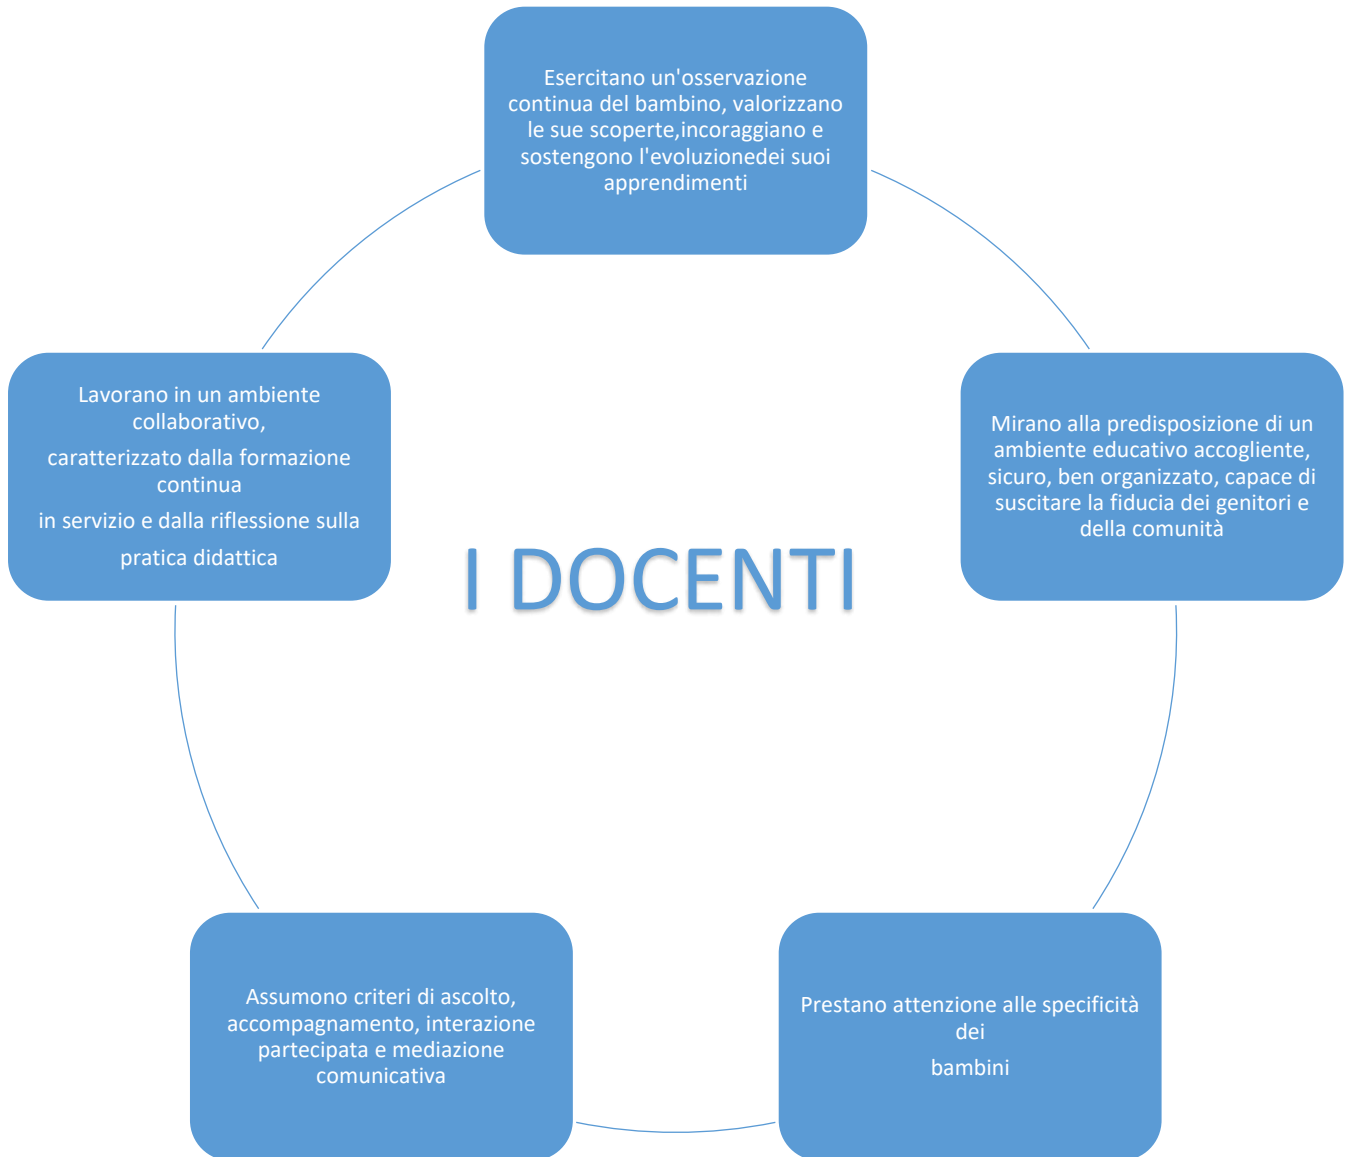 Esercitano un'osservazione
continua del bambino, valorizzano
le sue scoperte,incoraggiano e
sostengono l'evoluzionedei suoi
apprendimenti
Mirano alla predisposizione di un
ambiente educativo accogliente,
sicuro, ben organizzato, capace di
suscitare la fiducia dei genitori e
della comunità
Prestano attenzione alle specificità
dei
bambini
Assumono criteri di ascolto,
accompagnamento, interazione
partecipata e mediazione
comunicativa
Lavorano in un ambiente
collaborativo,
caratterizzato dalla formazione
continua
in servizio e dalla riflessione sulla
pratica didattica
I DOCENTI